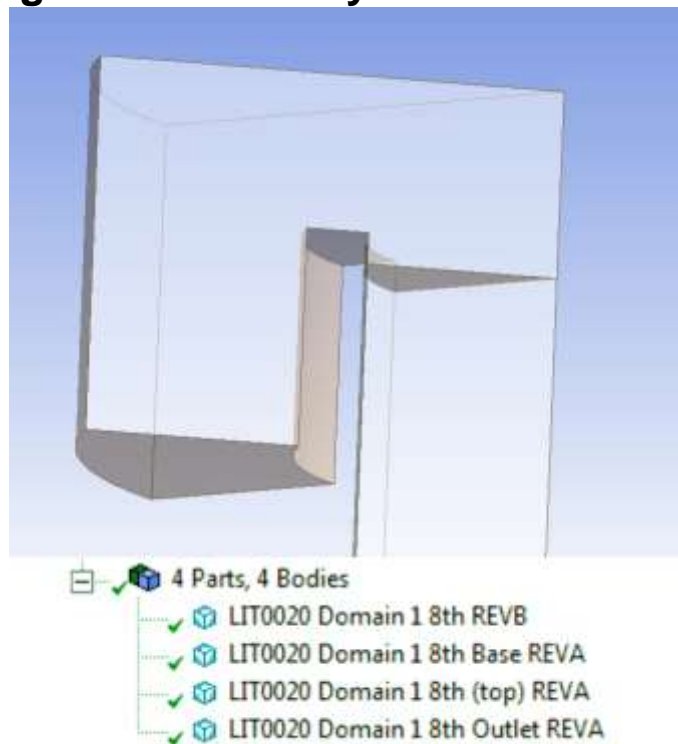 4 Parts, 4 Bodies
LIT0020 Domain 1 8th REVB
LIT0020 Domain 1 8th Base REVA
LIT0020 Domain 1 8th (top) REVA
LIT0020 Domain 1 8th Outlet REVA